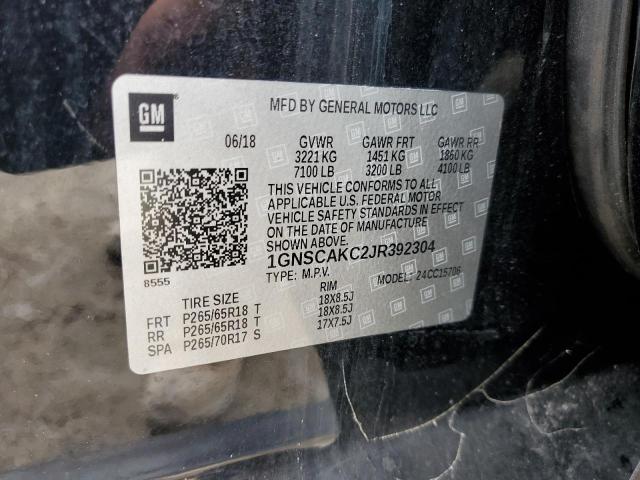 GM
MFD BY GENERAL MOTORS LLC
06/18 GVWR GAWR FRT GAWR RR
3221 KG 1451 KG 1860 KG
7100 LB 3200 LB 4100 LB
THIS VEHICLE CONFORMS TO ALL
APPLICABLE U.S. FEDERAL MOTOR
VEHICLE SAFETY STANDARDS IN EFFECT
ON THE DATE OF MANUFACTURE
SHOWN ABOVE.
8555
1GNSCAKC2JR392304
TYPE: M.P.V. MODEL: 24CC15706
TIRE SIZE RIM
FRT P265/65R18 T 18X8.5J
RR P265/65R18 T 18X8.5J
SPA P265/70R17 S 17X7.5J